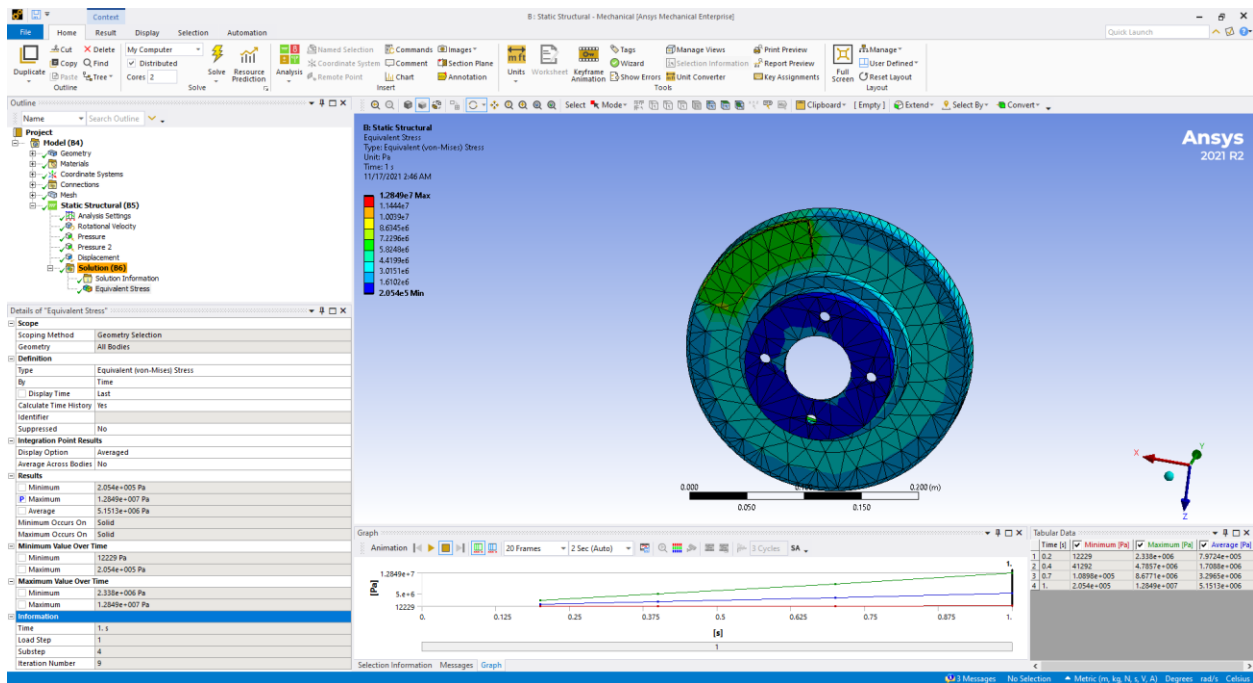 Context
B : Static Structural - Mechanical [Ansys Mechanical Enterprise]
File Home Result Display Selection Automation
Quick Launch
Duplicate
Cut
Copy
Paste
Delete
Find
Tree
Outline
My Computer
Distributed
Cores 2
Solve
Resource Prediction
Solve
Analysis
Named Selection
Coordinate System
Remote Point
Commands
Comment
Chart
Images
Section Plane
Annotation
Insert
Units
Worksheet
Keyframe Animation
Tags
Wizard
Show Errors
Manage Views
Selection Information
Unit Converter
Print Preview
Report Preview
Key Assignments
Tools
Full Screen
Manage
User Defined
Reset Layout
Layout
Outline
Name Search Outline
Project
Model (B4)
Geometry
Materials
Coordinate Systems
Connections
Mesh
Static Structural (B5)
Analysis Settings
Rotational Velocity
Pressure
Pressure 2
Displacement
Solution (B6)
Solution Information
Equivalent Stress
Details of "Equivalent Stress"
Scope
Scoping Method Geometry Selection
Geometry All Bodies
Definition
Type Equivalent (von-Mises) Stress
By Time
Display Time Last
Calculate Time History Yes
Identifier
Suppressed No
Integration Point Results
Display Option Averaged
Average Across Bodies No
Results
Minimum 2.054e+005 Pa
P Maximum 1.2849e+007 Pa
Average 5.1513e+006 Pa
Minimum Occurs On Solid
Maximum Occurs On Solid
Minimum Value Over Time
Minimum 12229 Pa
Maximum 2.054e+005 Pa
Maximum Value Over Time
Minimum 2.338e+006 Pa
Maximum 1.2849e+007 Pa
Information
Time 1. s
Load Step 1
Substep 4
Iteration Number 9
Select Mode Clipboard [ Empty ] Extend Select By Convert
B: Static Structural
Equivalent Stress
Type: Equivalent (von-Mises) Stress
Unit: Pa
Time: 1 s
11/17/2021 2:46 AM
1.2849e7 Max
1.1444e7
1.0039e7
8.6345e6
7.2296e6
5.8248e6
4.4199e6
3.0151e6
1.6102e6
2.054e5 Min
Ansys
2021 R2
0.000 0.200 (m)
0.050 0.150
X
Y
Z
Graph
Animation 20 Frames 2 Sec (Auto) 3 Cycles SA
1.
1.2849e+7
5.e+6
12229
[Pa]
0. 0.125 0.25 0.375 0.5 0.625 0.75 0.875 1.
[s]
1
Selection Information Messages Graph
Tabular Data
Time [s] Minimum [Pa] Maximum [Pa] Average [Pa]
1 0.2 12229 2.338e+006 7.9724e+005
2 0.4 41292 4.7857e+006 1.7088e+006
3 0.7 1.0898e+005 8.6771e+006 3.2965e+006
4 1. 2.054e+005 1.2849e+007 5.1513e+006
3 Messages No Selection Metric (m, kg, N, s, V, A) Degrees rad/s Celsius